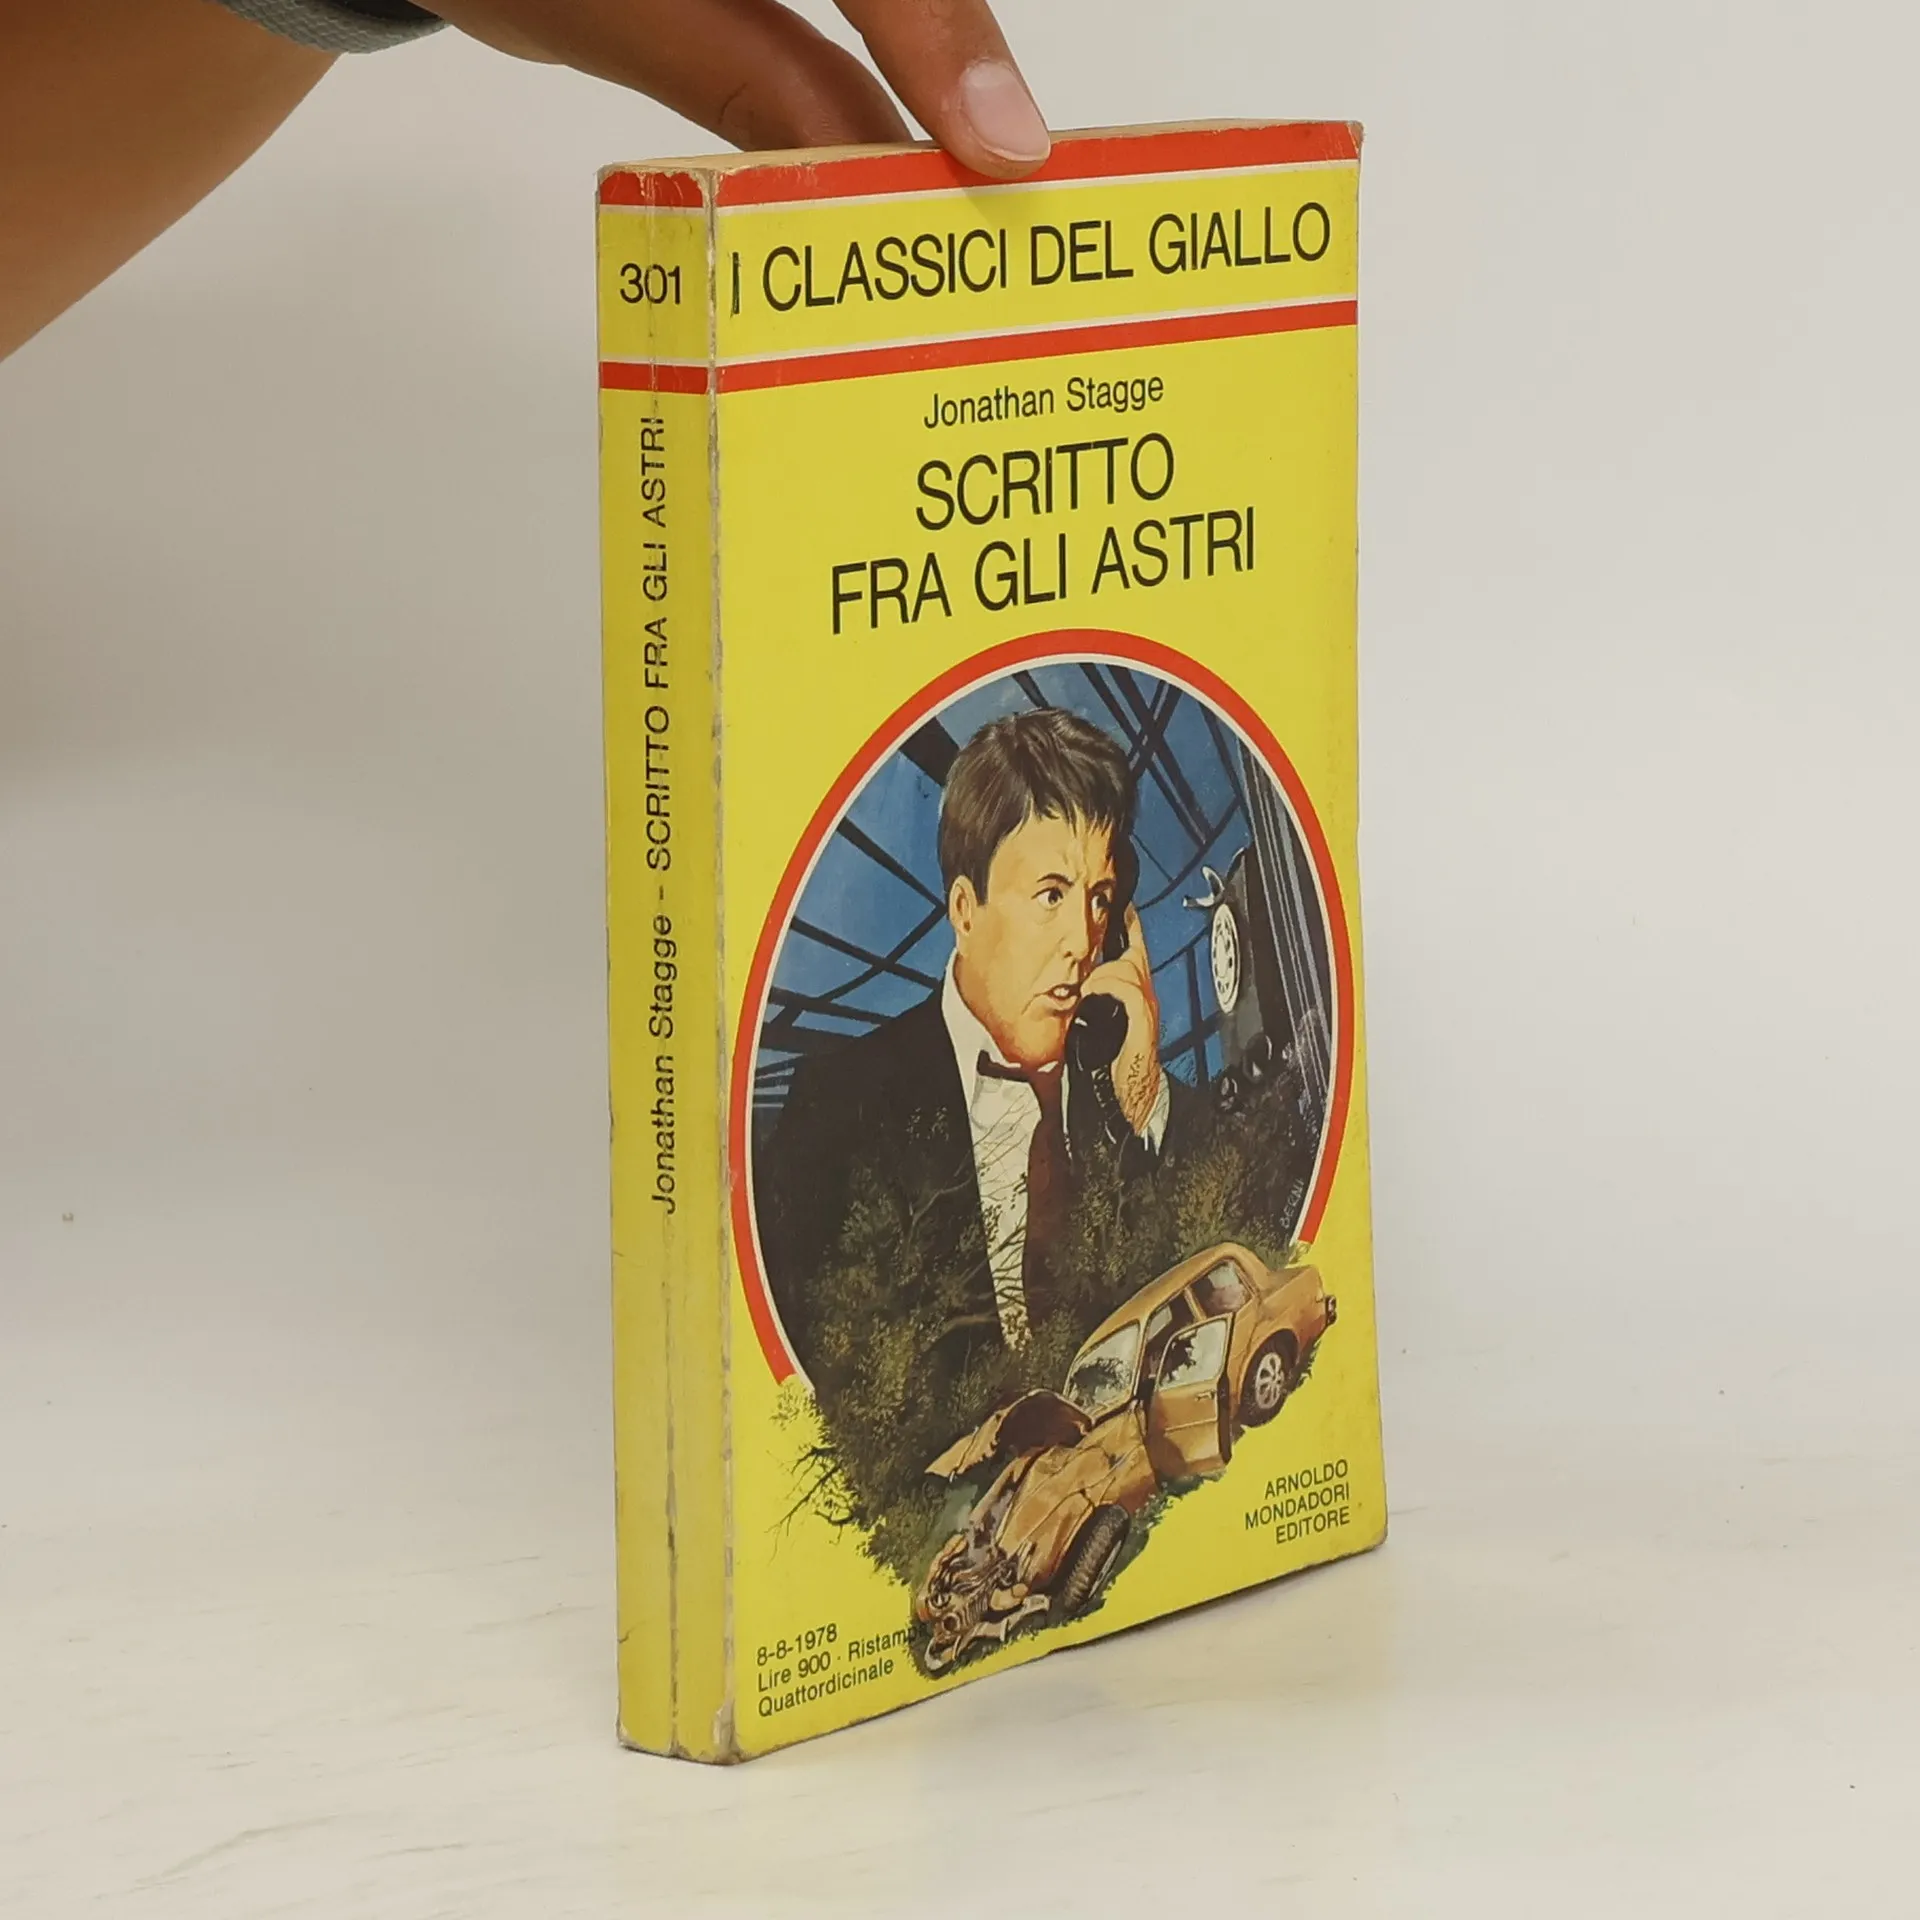 301
Jonathan Stagge - SCRITTO FRA GLI ASTRI
I CLASSICI DEL GIALLO
Jonathan Stagge
SCRITTO
FRA GLI ASTRI
BERNI
ARNOLDO
MONDADORI
EDITORE
8-8-1978
Lire 900 · Ristampa
Quattordicinale